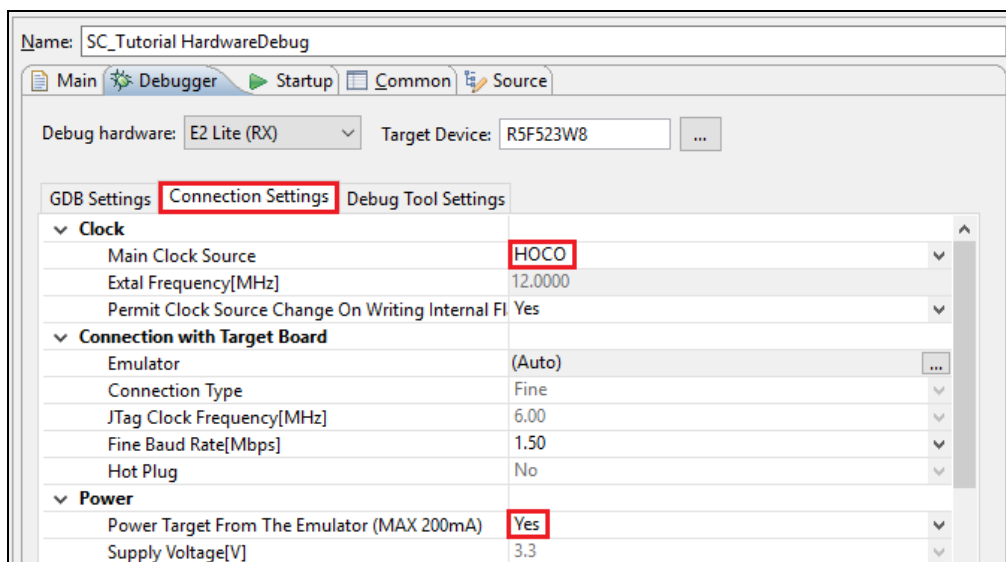 Name: SC_Tutorial HardwareDebug
Main Debugger Startup Common Source
Debug hardware: E2 Lite (RX) Target Device: R5F523W8 ...
GDB Settings Connection Settings Debug Tool Settings
Clock
Main Clock Source HOCO
Extal Frequency[MHz] 12.0000
Permit Clock Source Change On Writing Internal Fl Yes
Connection with Target Board
Emulator (Auto) ...
Connection Type Fine
JTag Clock Frequency[MHz] 6.00
Fine Baud Rate[Mbps] 1.50
Hot Plug No
Power
Power Target From The Emulator (MAX 200mA) Yes
Supply Voltage[V] 3.3